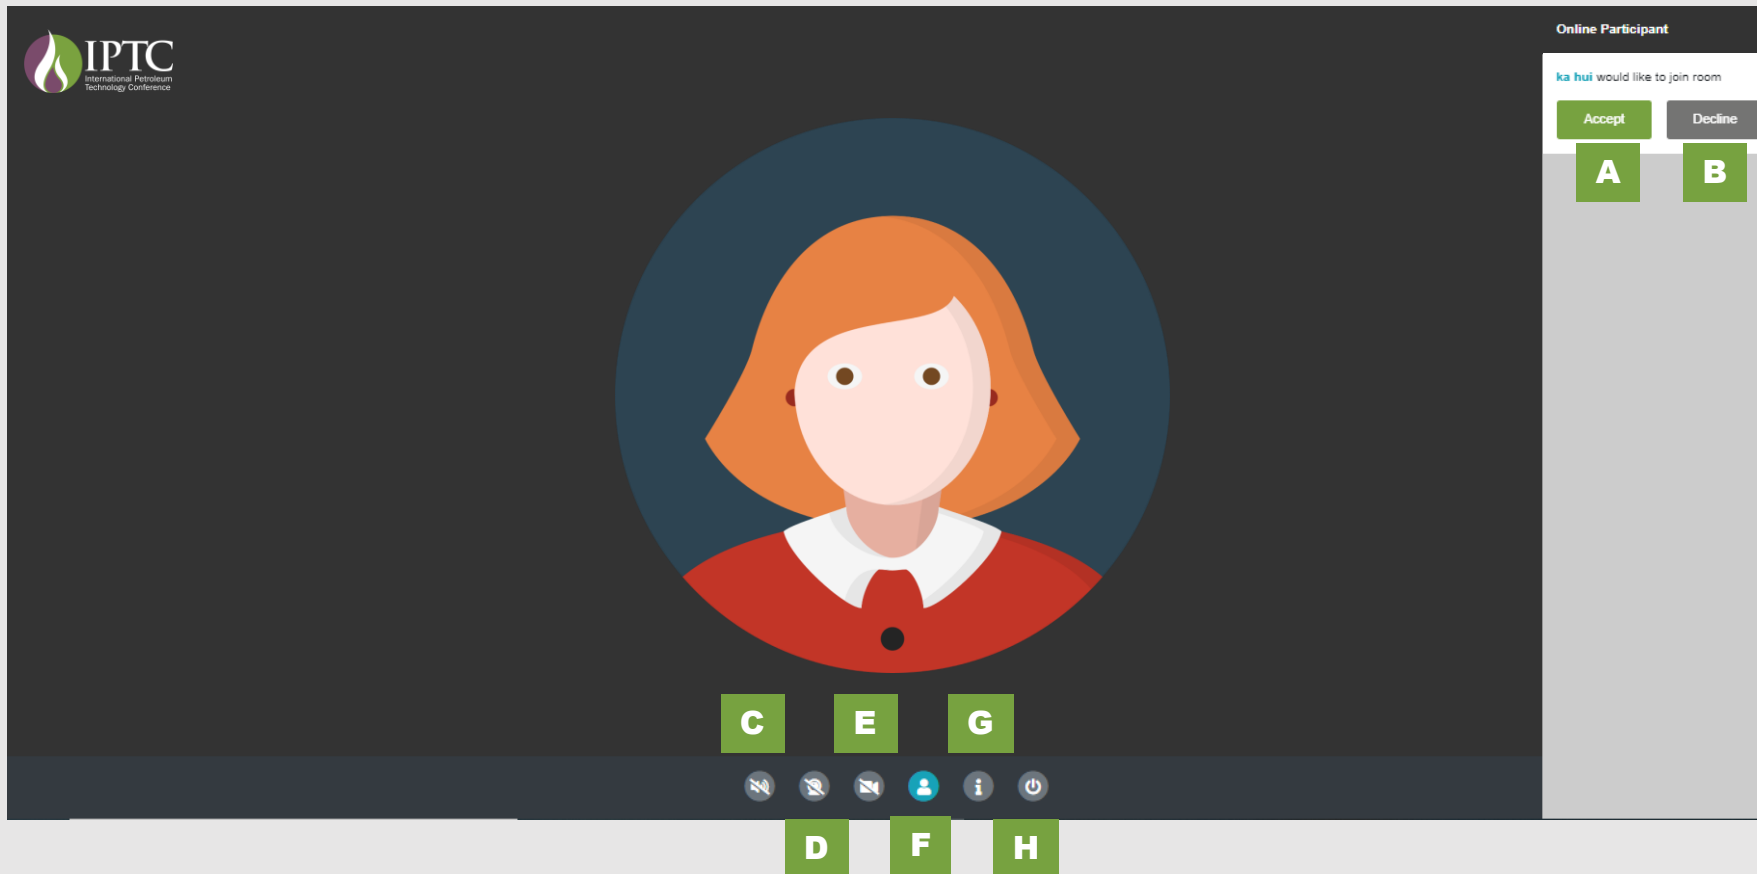 IPTC
International Petroleum
Technology Conference
Online Participant
ka hui would like to join room
Accept
Decline
A
B
C
E
G
D
F
H